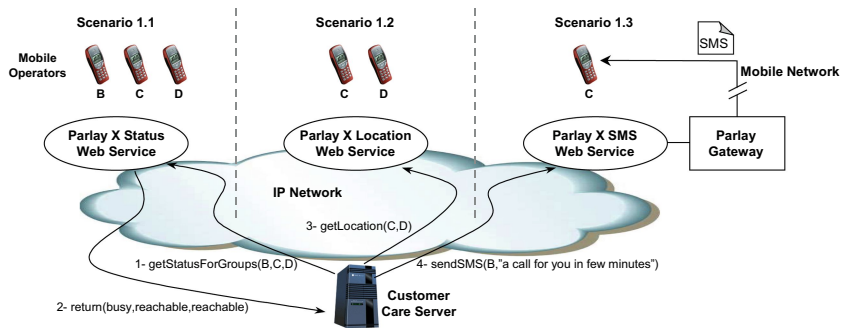 Scenario 1.1
Scenario 1.2
Scenario 1.3
Mobile
Operators
B
C
D
C
D
C
SMS
Mobile Network
Parlay X Status
Web Service
Parlay X Location
Web Service
Parlay X SMS
Web Service
Parlay
Gateway
IP Network
3- getLocation(C,D)
1- getStatusForGroups(B,C,D)
4- sendSMS(B,"a call for you in few minutes")
2- return(busy,reachable,reachable)
Customer
Care Server